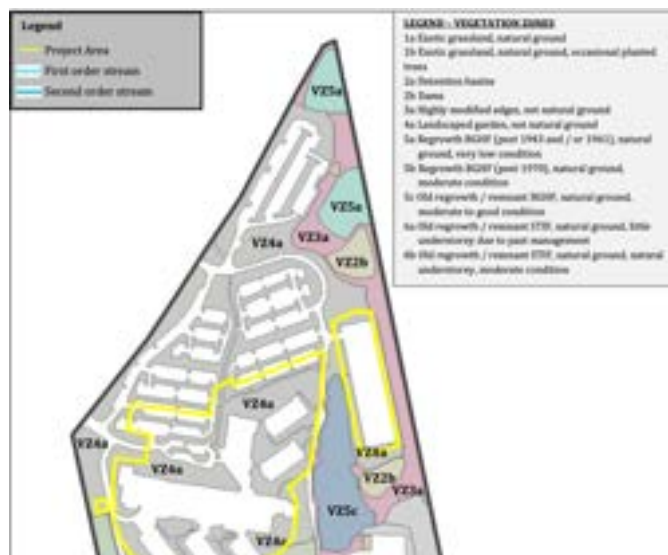 Legend
Project Area
First order stream
Second order stream
LEGEND - VEGETATION ZONES
1a Exotic grassland, natural ground
1b Exotic grassland, natural ground, occasional planted
trees
2a Detention basins
2b Dams
3a Highly modified edges, not natural ground
4a Landscaped garden, not natural ground
5a Regrowth BGHF (post 1943 and / or 1961), natural
ground, very low condition
5b Regrowth BGHF (post 1970), natural ground,
moderate condition
5c Old regrowth / remnant BGHF, natural ground,
moderate to good condition
6a Old regrowth / remnant STIF, natural ground, little
understorey due to past management
6b Old regrowth / remnant STIF, natural ground, natural
understorey, moderate condition
VZ5a
VZ5a
VZ3a
VZ4a
VZ2b
VZ4a
VZ4a
VZ4a
VZ4a
VZ2b
VZ3a
VZ5c